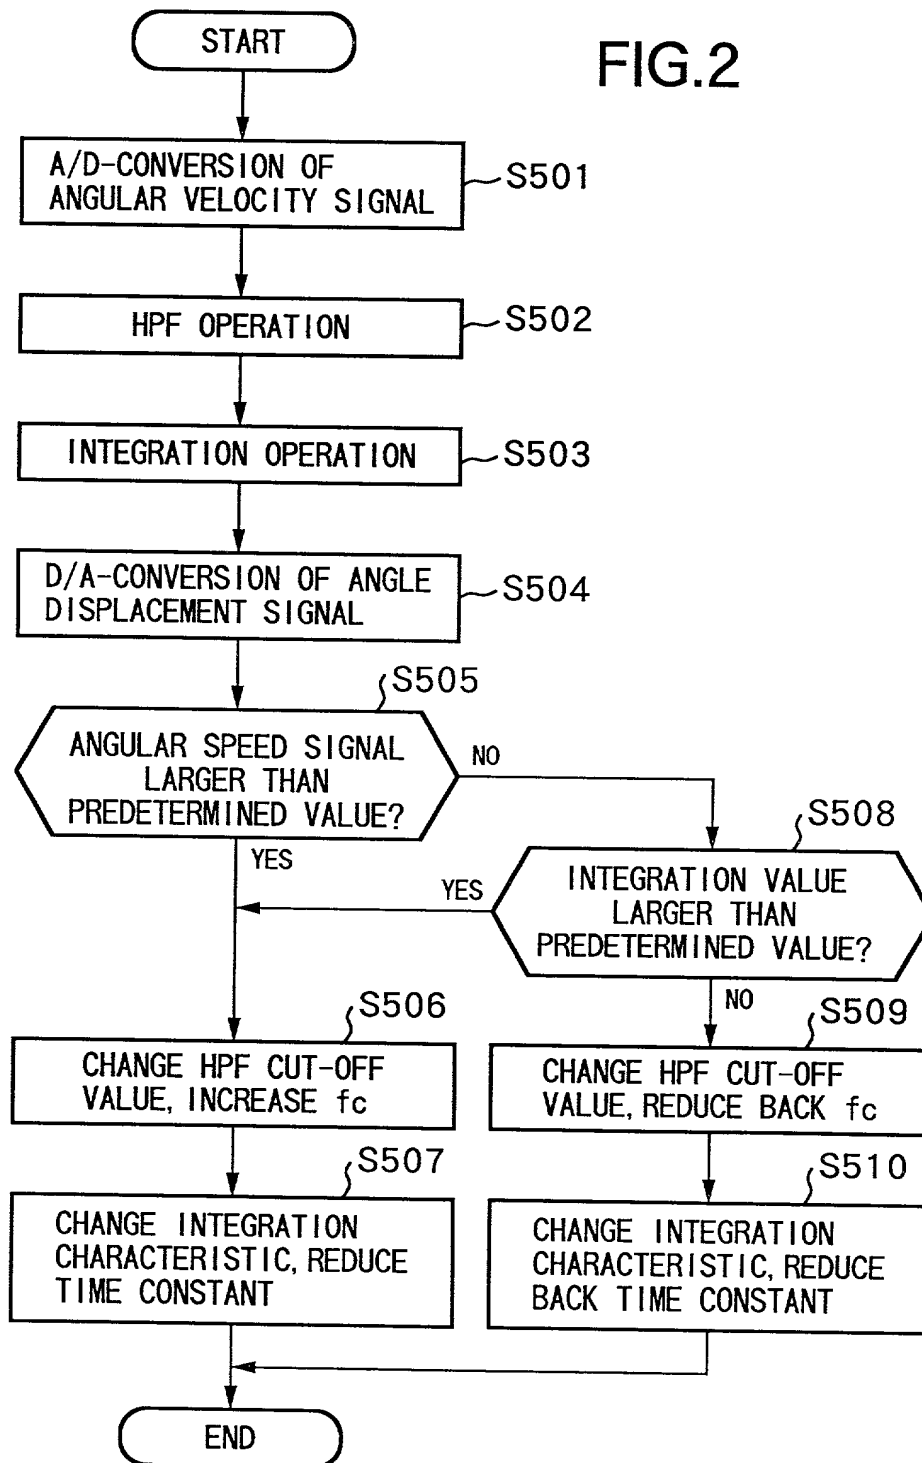 START
FIG.2
A/D-CONVERSION OF
ANGULAR VELOCITY SIGNAL
S501
HPF OPERATION
S502
INTEGRATION OPERATION
S503
D/A-CONVERSION OF ANGLE
DISPLACEMENT SIGNAL
S504
S505
ANGULAR SPEED SIGNAL
LARGER THAN
PREDETERMINED VALUE?
NO
YES
S508
INTEGRATION VALUE
LARGER THAN
PREDETERMINED VALUE?
YES
NO
S506
CHANGE HPF CUT-OFF
VALUE, INCREASE fc
S509
CHANGE HPF CUT-OFF
VALUE, REDUCE BACK fc
S507
CHANGE INTEGRATION
CHARACTERISTIC, REDUCE
TIME CONSTANT
S510
CHANGE INTEGRATION
CHARACTERISTIC, REDUCE
BACK TIME CONSTANT
END